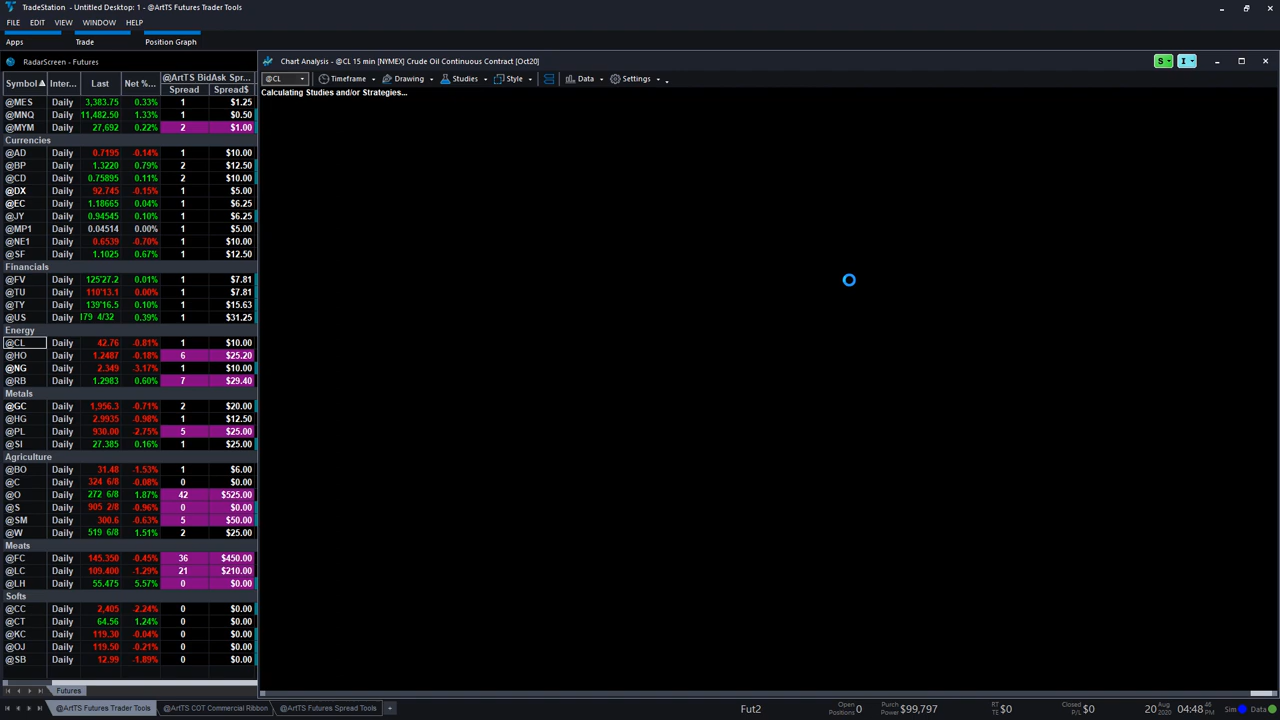 TradeStation - Untitled Desktop: 1 - @ArtTS Futures Trader Tools
FILE EDIT VIEW WINDOW HELP
Apps Trade Position Graph
RadarScreen - Futures
Chart Analysis - @CL 15 min [NYMEX] Crude Oil Continuous Contract [Oct20]
S I
Symbol Inter... Last Net %... @ArtTS BidAsk Spr...
Spread Spread$
@CL Timeframe Drawing Studies Style Data Settings
Calculating Studies and/or Strategies...
@MES Daily 3,383.75 0.33% 1 $1.25
@MNQ Daily 11,482.50 1.33% 1 $0.50
@MYM Daily 27,692 0.22% 2 $1.00
Currencies
@AD Daily 0.7195 -0.14% 1 $10.00
@BP Daily 1.3220 0.79% 2 $12.50
@CD Daily 0.75895 0.11% 2 $10.00
@DX Daily 92.745 -0.15% 1 $5.00
@EC Daily 1.18665 0.04% 1 $6.25
@JY Daily 0.94545 0.10% 1 $6.25
@MP1 Daily 0.04514 0.00% 1 $5.00
@NE1 Daily 0.6539 -0.70% 1 $10.00
@SF Daily 1.1025 0.67% 1 $12.50
Financials
@FV Daily 125'27.2 0.01% 1 $7.81
@TU Daily 110'13.1 0.00% 1 $7.81
@TY Daily 139'16.5 0.10% 1 $15.63
@US Daily 179 4/32 0.39% 1 $31.25
Energy
@CL Daily 42.76 -0.81% 1 $10.00
@HO Daily 1.2487 -0.18% 6 $25.20
@NG Daily 2.349 -3.17% 1 $10.00
@RB Daily 1.2983 0.60% 7 $29.40
Metals
@GC Daily 1,956.3 -0.71% 2 $20.00
@HG Daily 2.9935 -0.98% 1 $12.50
@PL Daily 930.00 -2.75% 5 $25.00
@SI Daily 27.385 0.16% 1 $25.00
Agriculture
@BO Daily 31.48 -1.53% 1 $6.00
@C Daily 324 6/8 -0.08% 0 $0.00
@O Daily 272 6/8 1.87% 42 $525.00
@S Daily 905 2/8 -0.96% 0 $0.00
@SM Daily 300.6 -0.63% 5 $50.00
@W Daily 519 6/8 1.51% 2 $25.00
Meats
@FC Daily 145.350 -0.45% 36 $450.00
@LC Daily 109.400 -1.29% 21 $210.00
@LH Daily 55.475 5.57% 0 $0.00
Softs
@CC Daily 2,405 -2.24% 0 $0.00
@CT Daily 64.56 1.24% 0 $0.00
@KC Daily 119.30 -0.04% 0 $0.00
@OJ Daily 119.50 -0.21% 0 $0.00
@SB Daily 12.99 -1.89% 0 $0.00
Futures
@ArtTS Futures Trader Tools @ArtTS COT Commercial Ribbon @ArtTS Futures Spread Tools +
Fut2 Open Positions 0 Purch Power $99,797 RT TE $0 Closed P/L $0 20 Aug 2020 04:48 46 PM Sim Data